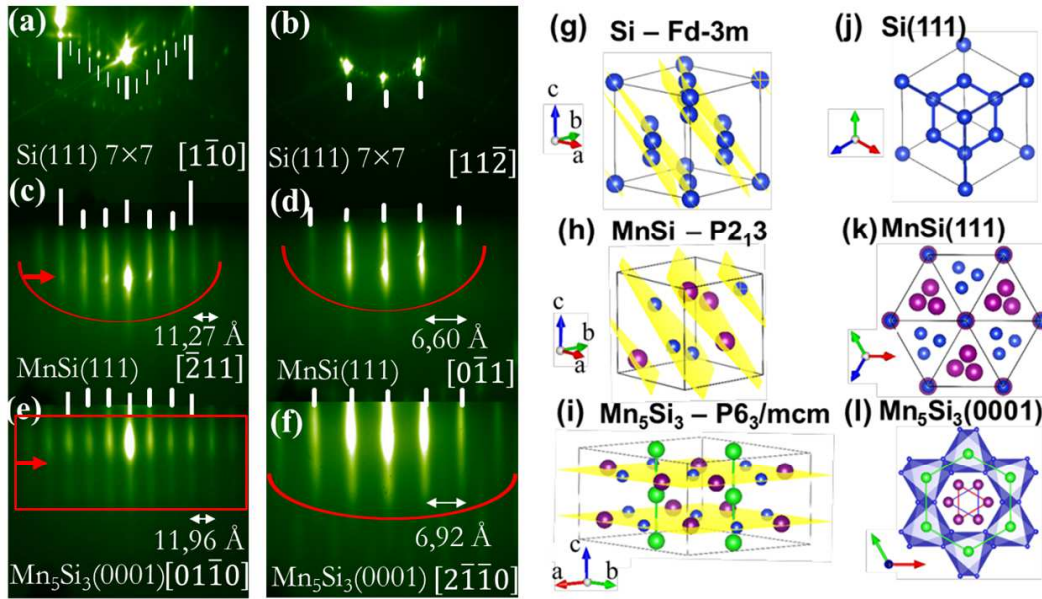 (a)
Si(111) 7×7 [11̅0]
(b)
Si(111) 7×7 [112̅]
(c)
11,27 Å
MnSi(111) [2̅11]
(d)
6,60 Å
MnSi(111) [01̅1]
(e)
11,96 Å
Mn₅Si₃(0001)[011̅0]
(f)
6,92 Å
Mn₅Si₃(0001) [21̅1̅0]
(g)
Si – Fd-3m
c
b
a
(h)
MnSi – P2₁3
c
b
a
(i)
Mn₅Si₃ – P6₃/mcm
c
a b
(j)
Si(111)
(k)
MnSi(111)
(l)
Mn₅Si₃(0001)